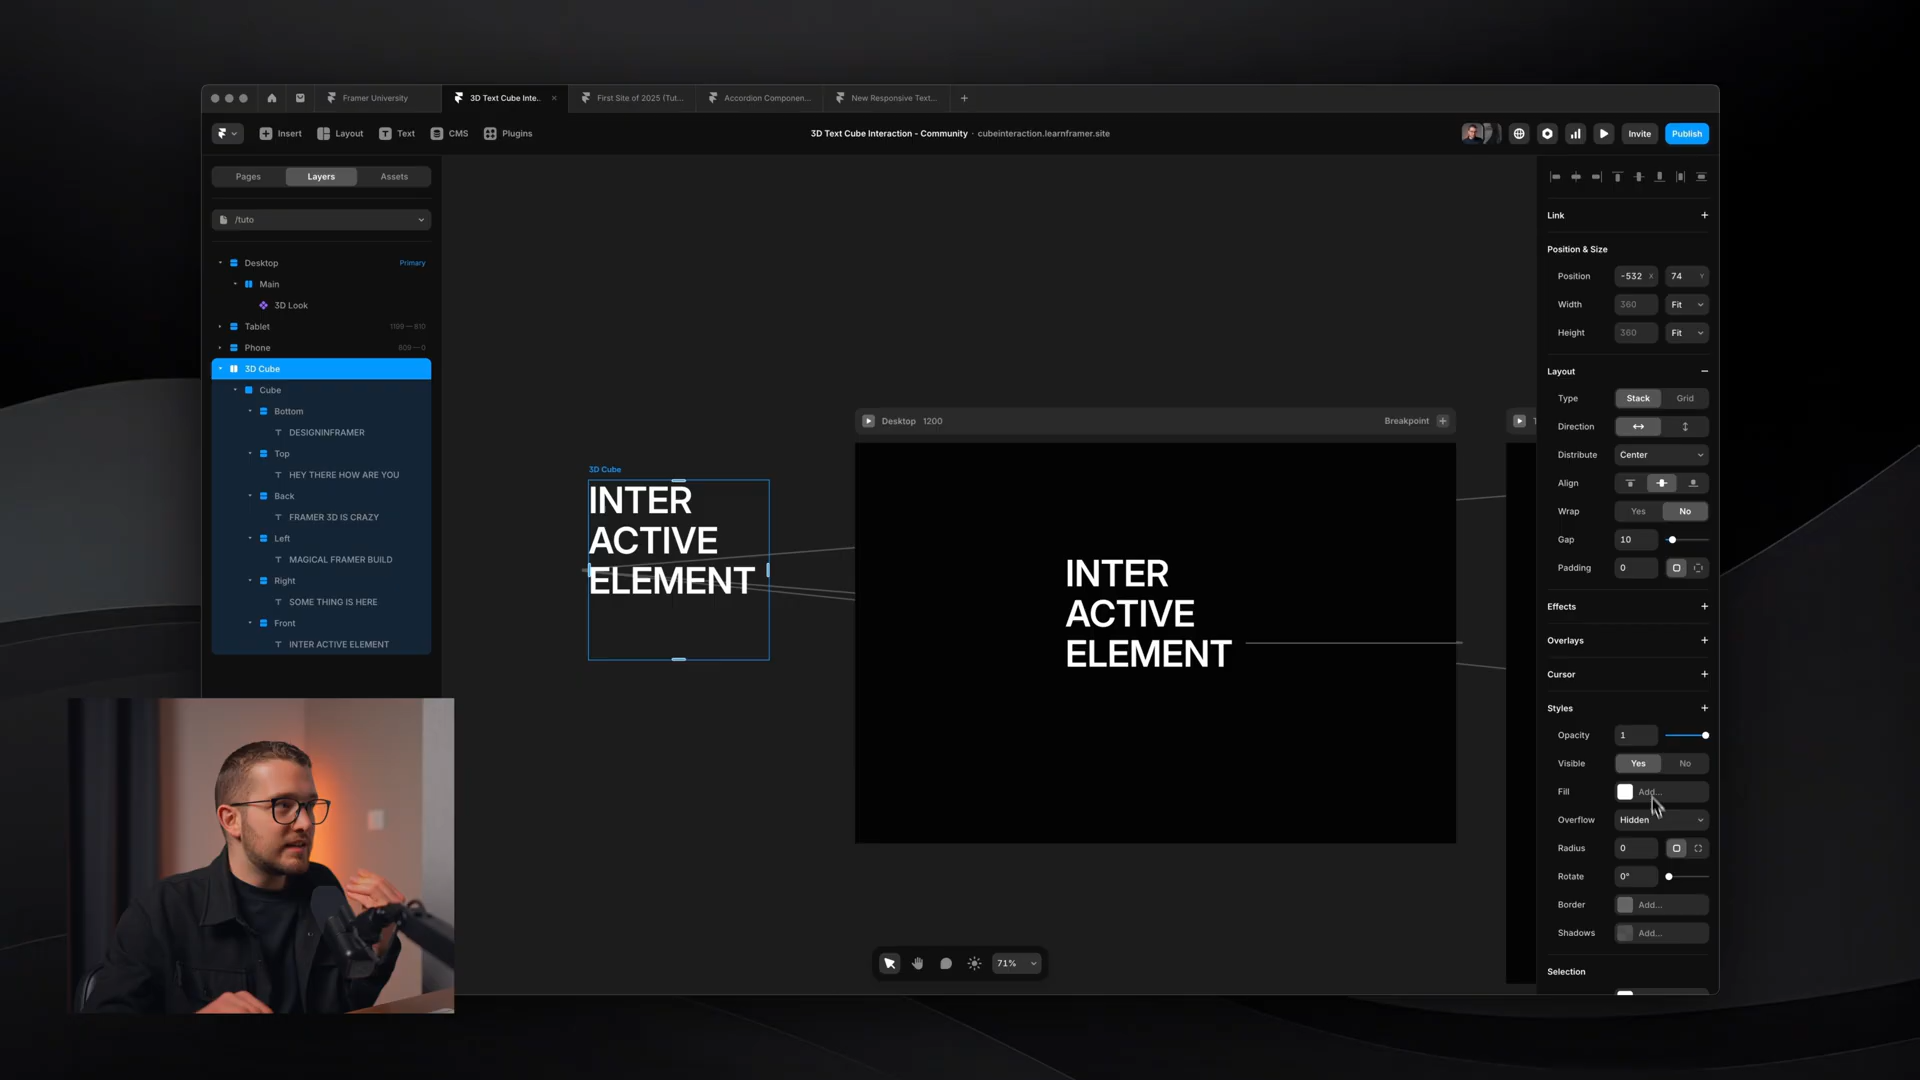 Framer University
3D Text Cube Inte..
First Site of 2025 (Tut...
Accordion Componen...
New Responsive Text...
Insert
Layout
Text
CMS
Plugins
3D Text Cube Interaction - Community · cubeinteraction.learnframer.site
Invite
Publish
Pages
Layers
Assets
/tuto
Desktop
Primary
Main
3D Look
Tablet
1199 — 810
Phone
809 — 0
3D Cube
Cube
Bottom
DESIGNINFRAMER
Top
HEY THERE HOW ARE YOU
Back
FRAMER 3D IS CRAZY
Left
MAGICAL FRAMER BUILD
Right
SOME THING IS HERE
Front
INTER ACTIVE ELEMENT
3D Cube
INTER
ACTIVE
ELEMENT
Desktop 1200
Breakpoint
INTER
ACTIVE
ELEMENT
71%
Link
Position & Size
Position -532 X 74 Y
Width 360 Fit
Height 360 Fit
Layout
Type Stack Grid
Direction
Distribute Center
Align
Wrap Yes No
Gap 10
Padding 0
Effects
Overlays
Cursor
Styles
Opacity 1
Visible Yes No
Fill Add...
Overflow Hidden
Radius 0
Rotate 0°
Border Add...
Shadows Add...
Selection